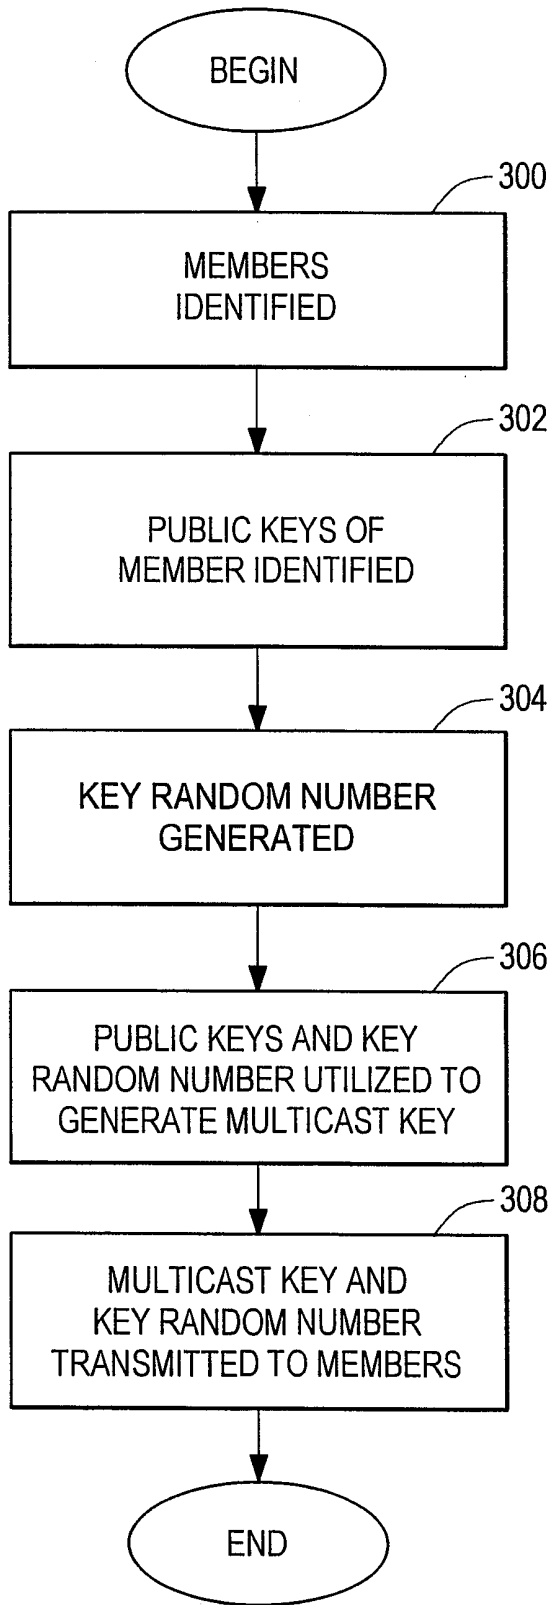 BEGIN
300
MEMBERS
IDENTIFIED
302
PUBLIC KEYS OF
MEMBER IDENTIFIED
304
KEY RANDOM NUMBER
GENERATED
306
PUBLIC KEYS AND KEY
RANDOM NUMBER UTILIZED TO
GENERATE MULTICAST KEY
308
MULTICAST KEY AND
KEY RANDOM NUMBER
TRANSMITTED TO MEMBERS
END